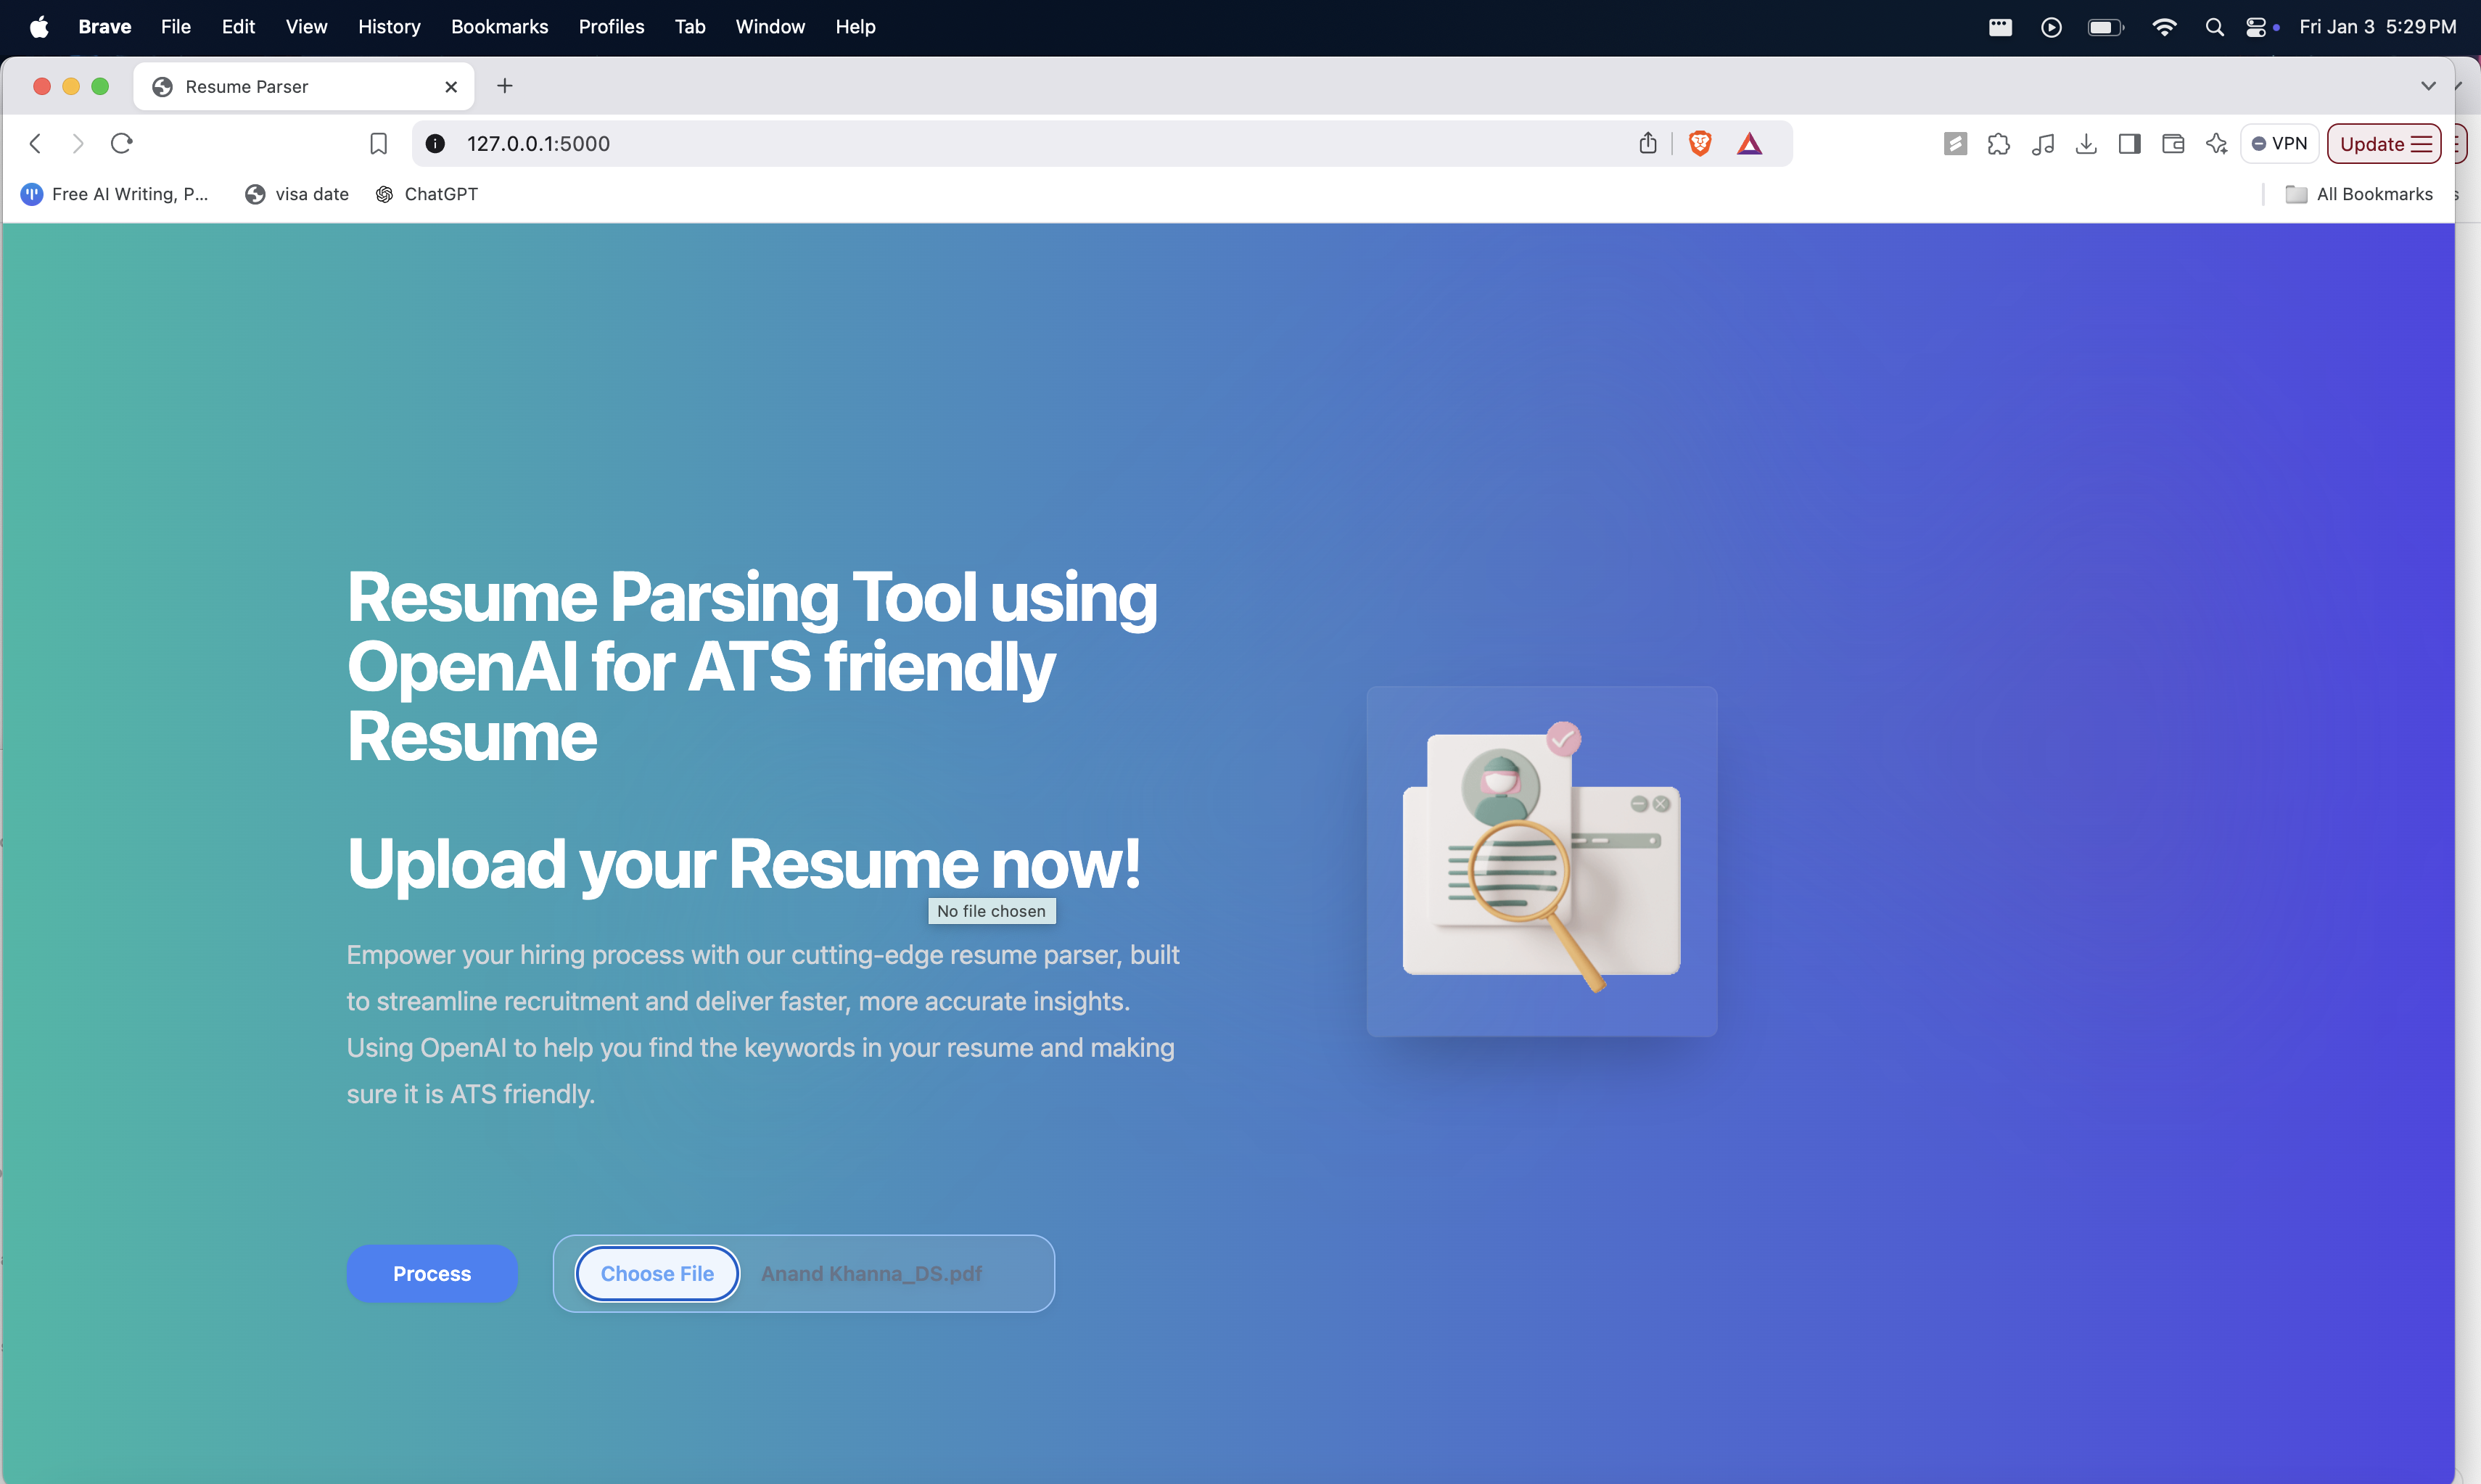 Brave File Edit View History Bookmarks Profiles Tab Window Help Fri Jan 3 5:29 PM
Resume Parser
127.0.0.1:5000 VPN Update
Free AI Writing, P... visa date ChatGPT All Bookmarks
Resume Parsing Tool using
OpenAI for ATS friendly
Resume
Upload your Resume now!
No file chosen
Empower your hiring process with our cutting-edge resume parser, built
to streamline recruitment and deliver faster, more accurate insights.
Using OpenAI to help you find the keywords in your resume and making
sure it is ATS friendly.
Process Choose File Anand Khanna_DS.pdf